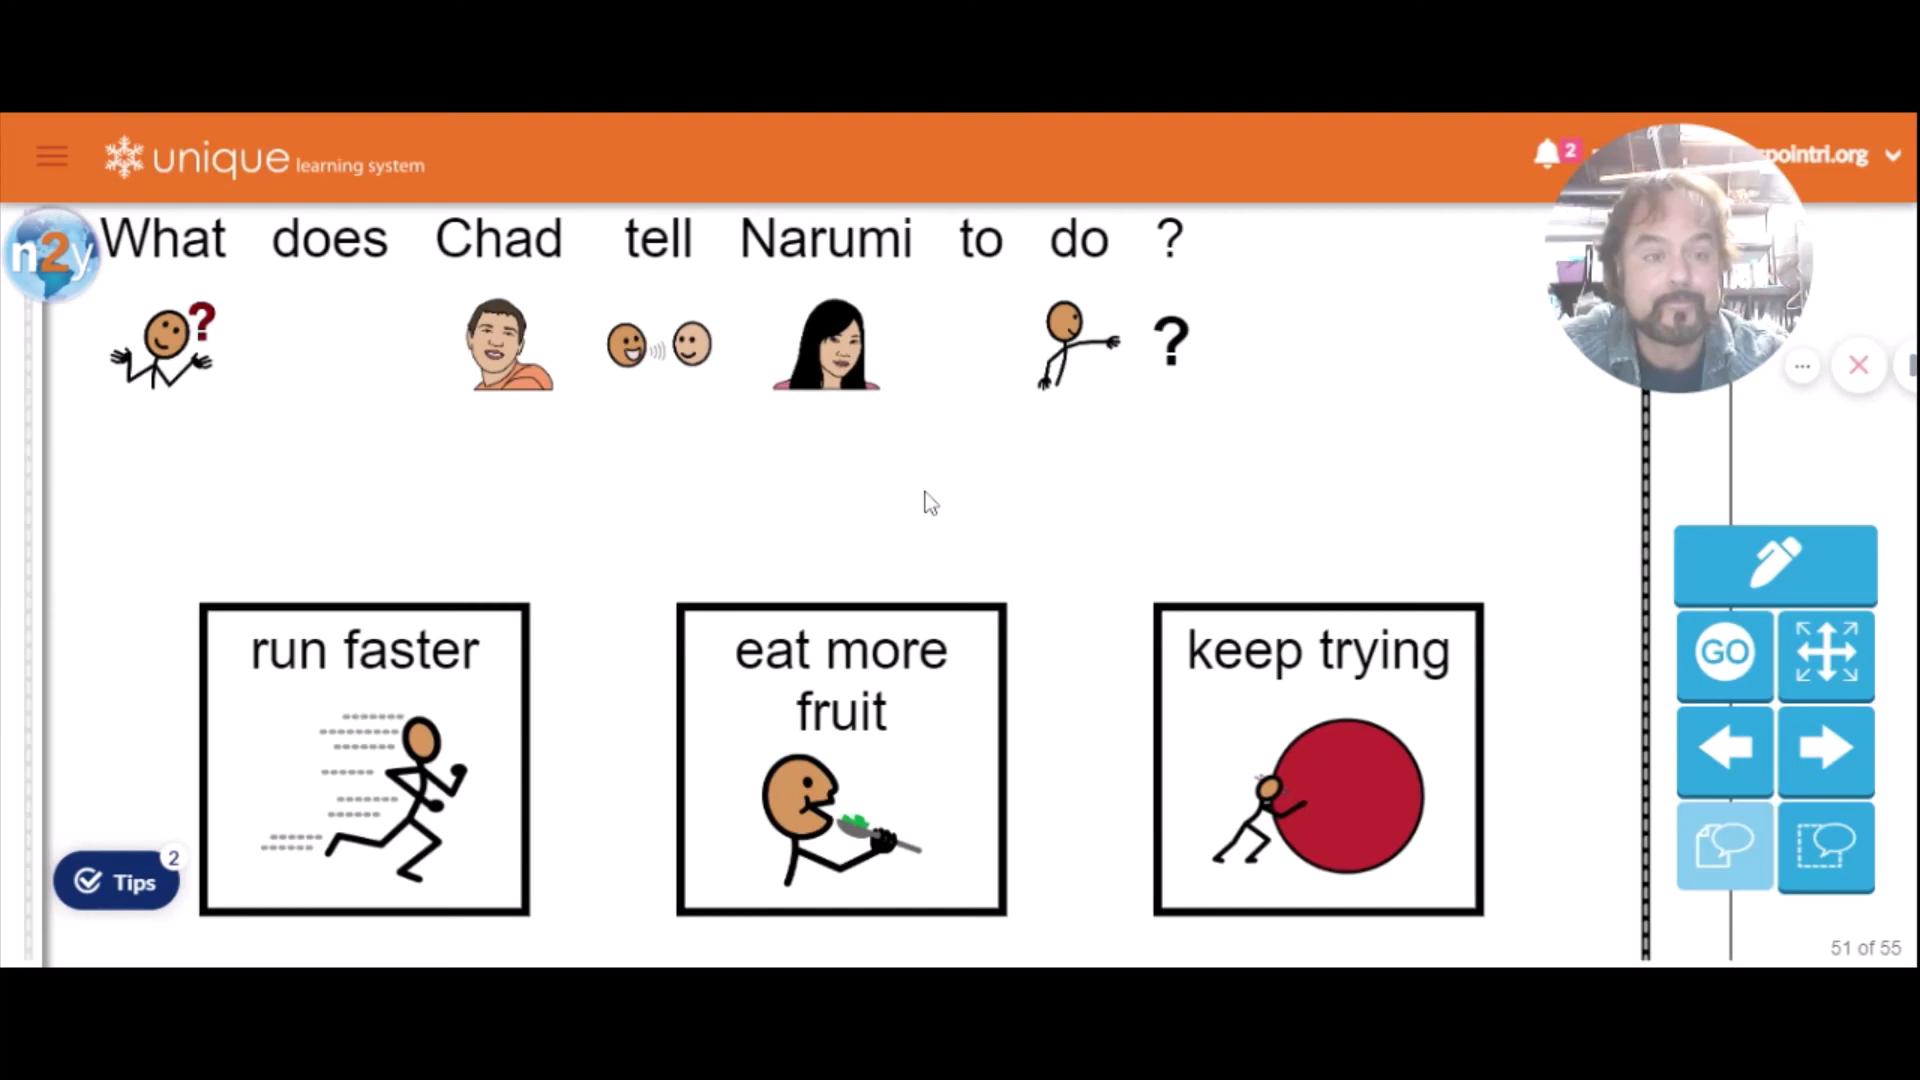 unique learning system
2
pointri.org
n2y
What does Chad tell Narumi to do ?
?
?
run faster
eat more
fruit
keep trying
GO
2
Tips
51 of 55